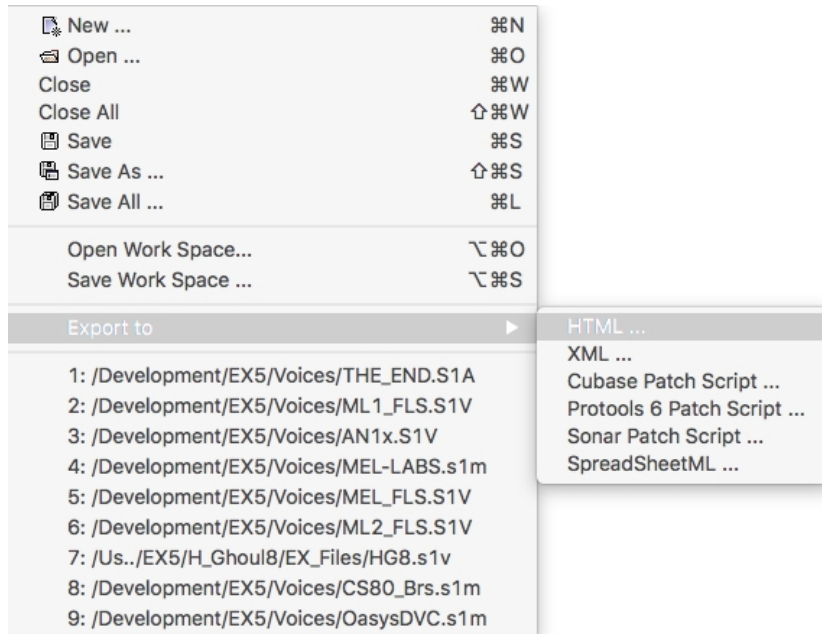 New ... ⌘N
Open ... ⌘O
Close ⌘W
Close All ⇧⌘W
Save ⌘S
Save As ... ⇧⌘S
Save All ... ⌘L
Open Work Space... ⌥⌘O
Save Work Space ... ⌥⌘S
Export to
HTML ...
XML ...
Cubase Patch Script ...
Protools 6 Patch Script ...
Sonar Patch Script ...
SpreadSheetML ...
1: /Development/EX5/Voices/THE_END.S1A
2: /Development/EX5/Voices/ML1_FLS.S1V
3: /Development/EX5/Voices/AN1x.S1V
4: /Development/EX5/Voices/MEL-LABS.s1m
5: /Development/EX5/Voices/MEL_FLS.S1V
6: /Development/EX5/Voices/ML2_FLS.S1V
7: /Us../EX5/H_Ghoul8/EX_Files/HG8.s1v
8: /Development/EX5/Voices/CS80_Brs.s1m
9: /Development/EX5/Voices/OasysDVC.s1m